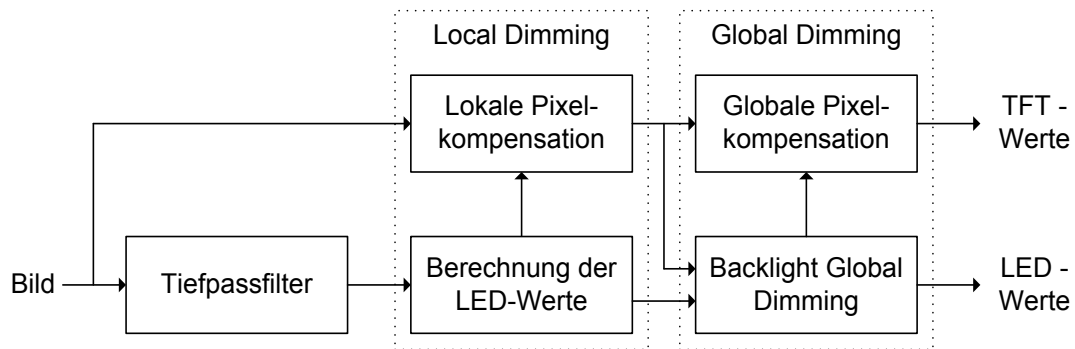 Local Dimming
Global Dimming
Lokale Pixel-
kompensation
Globale Pixel-
kompensation
TFT -
Werte
Bild
Tiefpassfilter
Berechnung der
LED-Werte
Backlight Global
Dimming
LED -
Werte